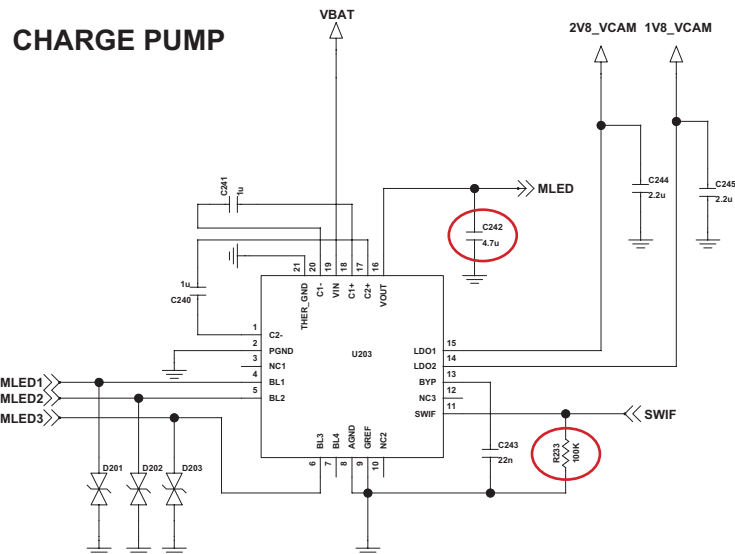 CHARGE PUMP
VBAT
2V8_VCAM 1V8_VCAM
C241
1u
C244
2.2u
C245
2.2u
MLED
C242
4.7u
21
20
19
18
17
16
THER_GND
C1-
VIN
C1+
C2+
VOUT
1u
C240
1
C2-
2
PGND
3
NC1
4
BL1
5
BL2
U203
15
LDO1
14
LDO2
13
BYP
12
NC3
11
SWIF
MLED1
MLED2
MLED3
SWIF
BL3
BL4
AGND
GREF
NC2
6
7
8
9
10
C243
22n
R233
100K
D201
D202
D203